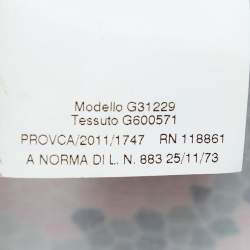 Modello G31229
Tessuto G600571
PROVCA/2011/1747 RN 118861
A NORMA DI L. N. 883 25/11/73